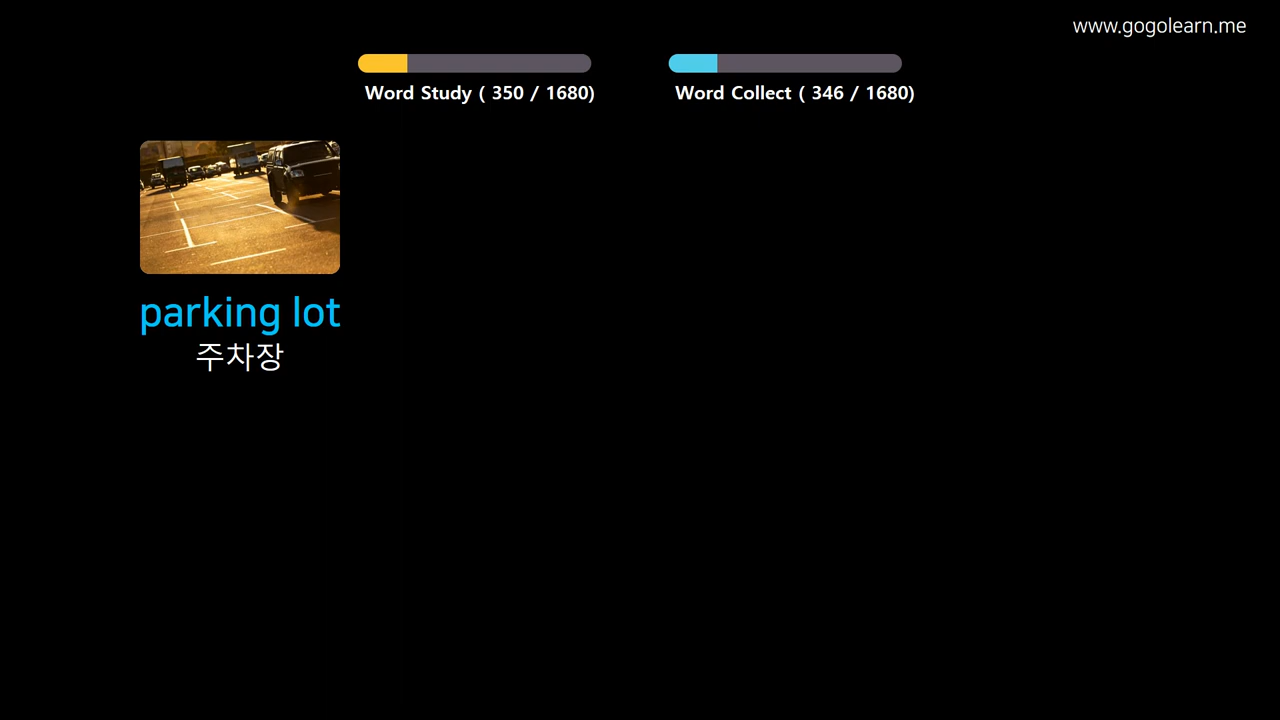 www.gogolearn.me
Word Study ( 350 / 1680)
Word Collect ( 346 / 1680)
parking lot
주차장